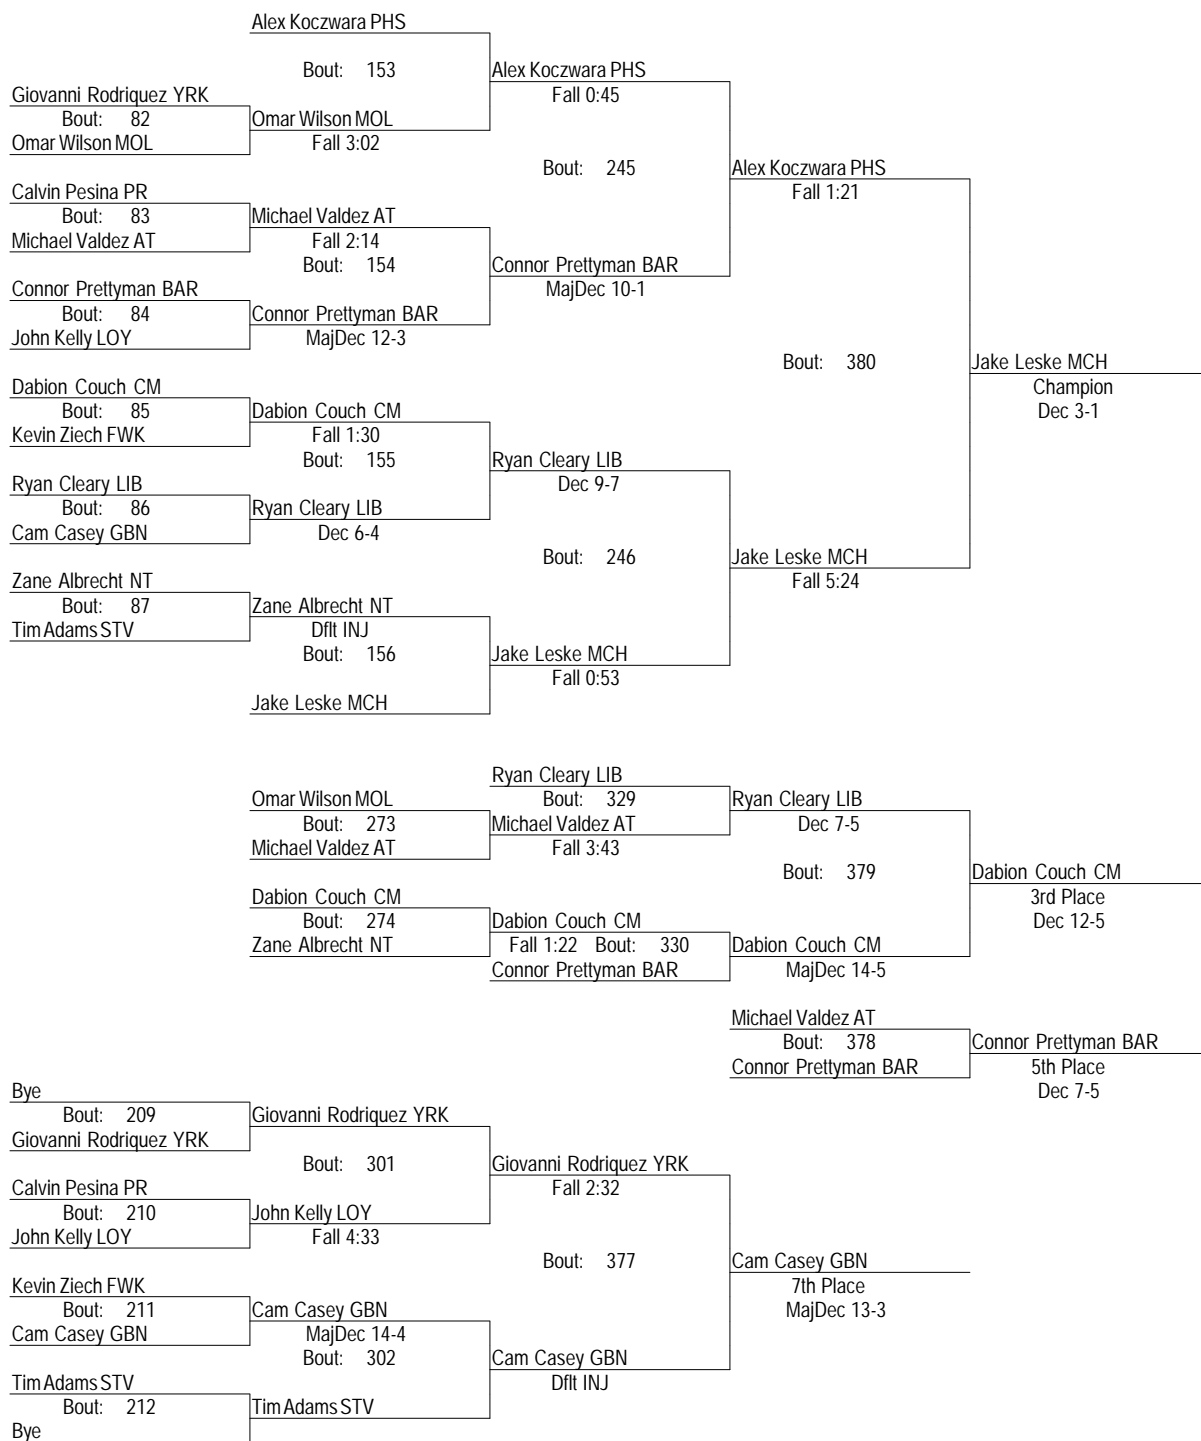 Alex Koczwara PHS
Bout: 153
Alex Koczwara PHS
Giovanni Rodriquez YRK
Fall 0:45
Bout: 82
Omar Wilson MOL
Omar Wilson MOL
Fall 3:02
Bout: 245
Alex Koczwara PHS
Calvin Pesina PR
Fall 1:21
Bout: 83
Michael Valdez AT
Michael Valdez AT
Fall 2:14
Bout: 154
Connor Prettyman BAR
Connor Prettyman BAR
MajDec 10-1
Bout: 84
Connor Prettyman BAR
John Kelly LOY
MajDec 12-3
Bout: 380
Jake Leske MCH
Dabion Couch CM
Champion
Bout: 85
Dabion Couch CM
Dec 3-1
Kevin Ziech FWK
Fall 1:30
Bout: 155
Ryan Cleary LIB
Ryan Cleary LIB
Dec 9-7
Bout: 86
Ryan Cleary LIB
Cam Casey GBN
Dec 6-4
Bout: 246
Jake Leske MCH
Zane Albrecht NT
Fall 5:24
Bout: 87
Zane Albrecht NT
Tim Adams STV
Dflt INJ
Bout: 156
Jake Leske MCH
Fall 0:53
Jake Leske MCH
Ryan Cleary LIB
Omar Wilson MOL
Bout: 329
Ryan Cleary LIB
Bout: 273
Michael Valdez AT
Dec 7-5
Michael Valdez AT
Fall 3:43
Bout: 379
Dabion Couch CM
Dabion Couch CM
3rd Place
Bout: 274
Dabion Couch CM
Dec 12-5
Zane Albrecht NT
Fall 1:22 Bout: 330
Dabion Couch CM
Connor Prettyman BAR
MajDec 14-5
Michael Valdez AT
Bout: 378
Connor Prettyman BAR
Connor Prettyman BAR
5th Place
Dec 7-5
Bye
Bout: 209
Giovanni Rodriquez YRK
Giovanni Rodriquez YRK
Bout: 301
Giovanni Rodriquez YRK
Calvin Pesina PR
Fall 2:32
Bout: 210
John Kelly LOY
John Kelly LOY
Fall 4:33
Bout: 377
Cam Casey GBN
Kevin Ziech FWK
7th Place
Bout: 211
Cam Casey GBN
MajDec 13-3
Cam Casey GBN
MajDec 14-4
Bout: 302
Cam Casey GBN
Tim Adams STV
Dflt INJ
Bout: 212
Tim Adams STV
Bye